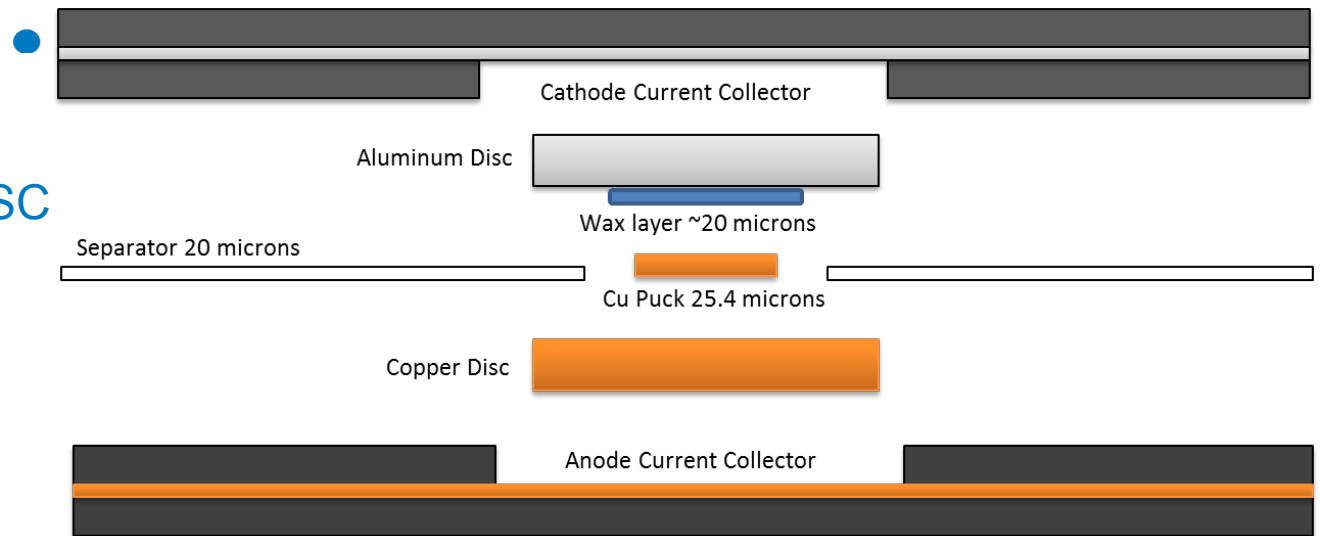 •
Cathode Current Collector
Aluminum Disc
SC
Wax layer ~20 microns
Separator 20 microns
Cu Puck 25.4 microns
Copper Disc
Anode Current Collector